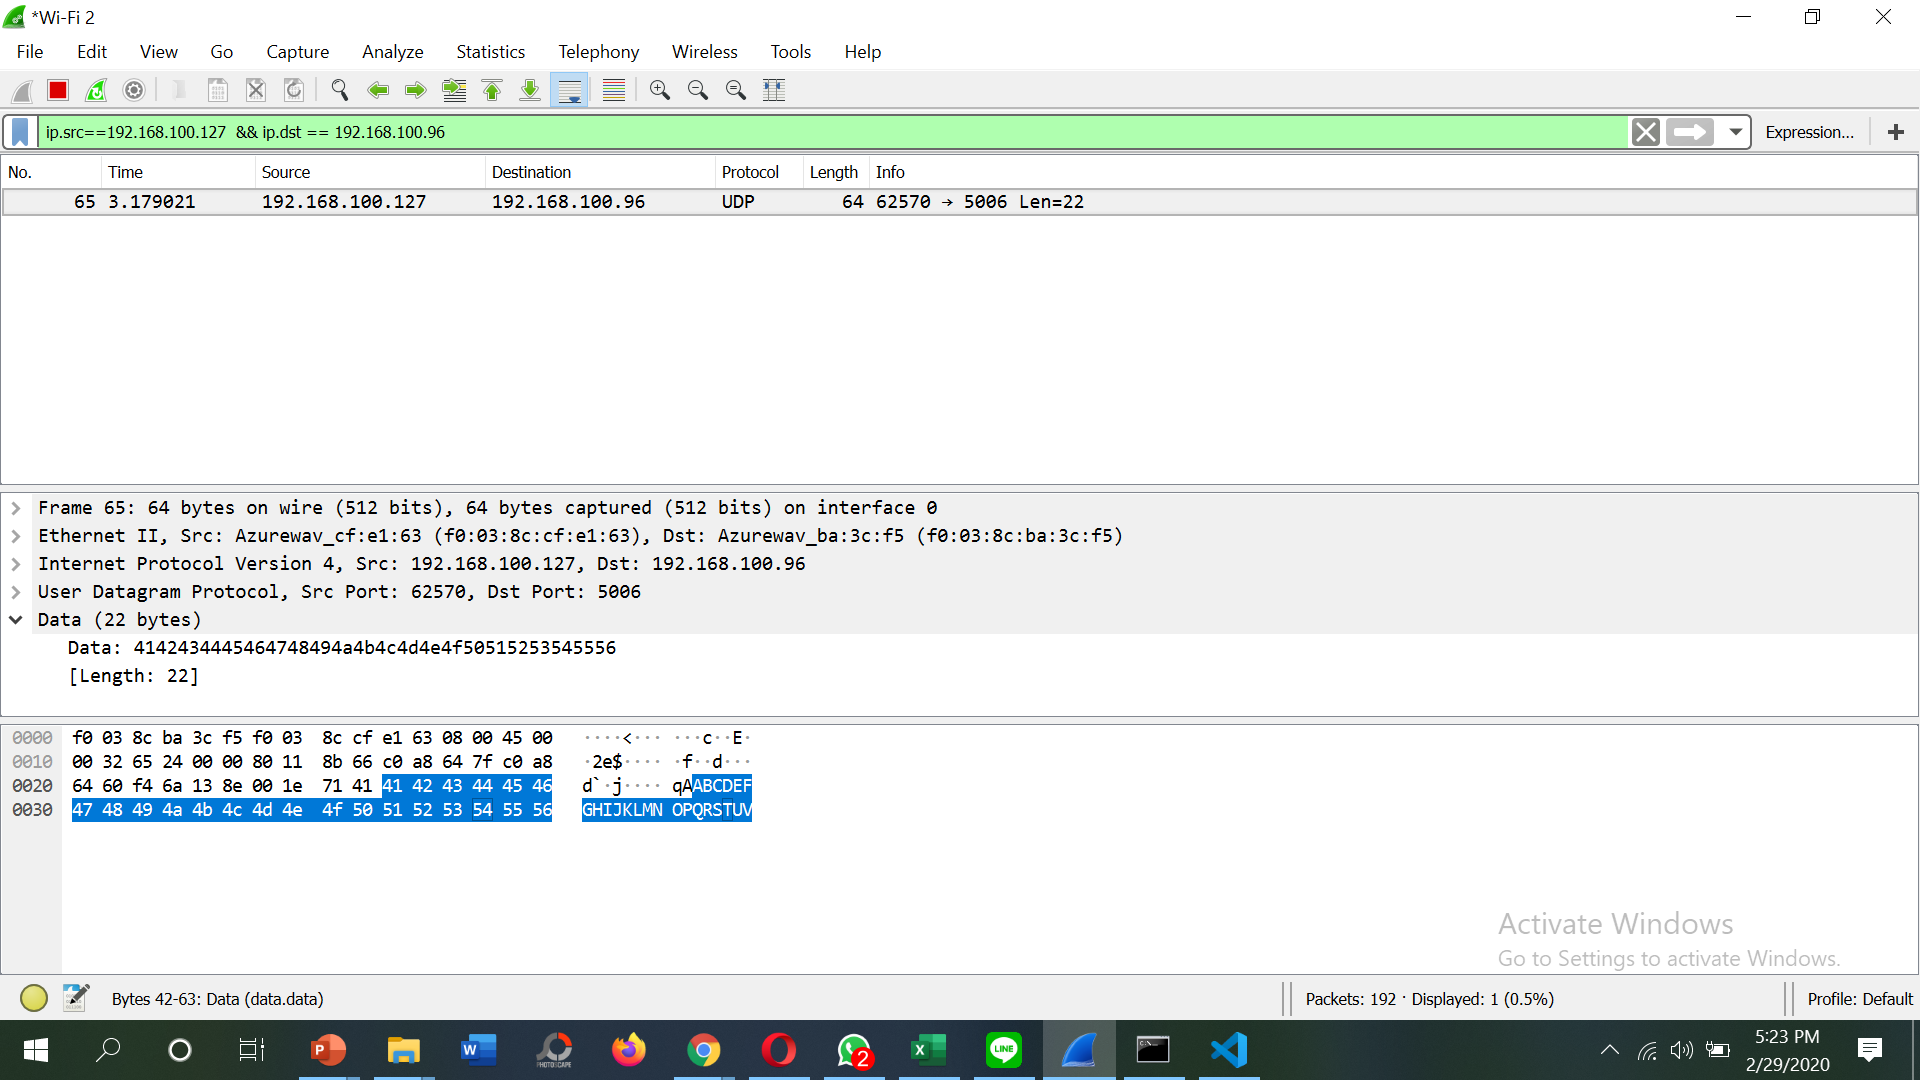 *Wi-Fi 2
File Edit View Go Capture Analyze Statistics Telephony Wireless Tools Help
ip.src==192.168.100.127 && ip.dst == 192.168.100.96 Expression... +
No. Time Source Destination Protocol Length Info
65 3.179021 192.168.100.127 192.168.100.96 UDP 64 62570 → 5006 Len=22
Frame 65: 64 bytes on wire (512 bits), 64 bytes captured (512 bits) on interface 0
Ethernet II, Src: Azurewav_cf:e1:63 (f0:03:8c:cf:e1:63), Dst: Azurewav_ba:3c:f5 (f0:03:8c:ba:3c:f5)
Internet Protocol Version 4, Src: 192.168.100.127, Dst: 192.168.100.96
User Datagram Protocol, Src Port: 62570, Dst Port: 5006
Data (22 bytes)
Data: 4142434445464748494a4b4c4d4e4f50515253545556
[Length: 22]
0000 f0 03 8c ba 3c f5 f0 03 8c cf e1 63 08 00 45 00 ····<··· ···c··E·
0010 00 32 65 24 00 00 80 11 8b 66 c0 a8 64 7f c0 a8 ·2e$···· ·f··d···
0020 64 60 f4 6a 13 8e 00 1e 71 41 41 42 43 44 45 46 d`·j···· qAABCDEF
0030 47 48 49 4a 4b 4c 4d 4e 4f 50 51 52 53 54 55 56 GHIJKLMN OPQRSTUV
Activate Windows
Go to Settings to activate Windows.
Bytes 42-63: Data (data.data) Packets: 192 · Displayed: 1 (0.5%) Profile: Default
PHOTOSCAPE 2 LINE
5:23 PM
2/29/2020